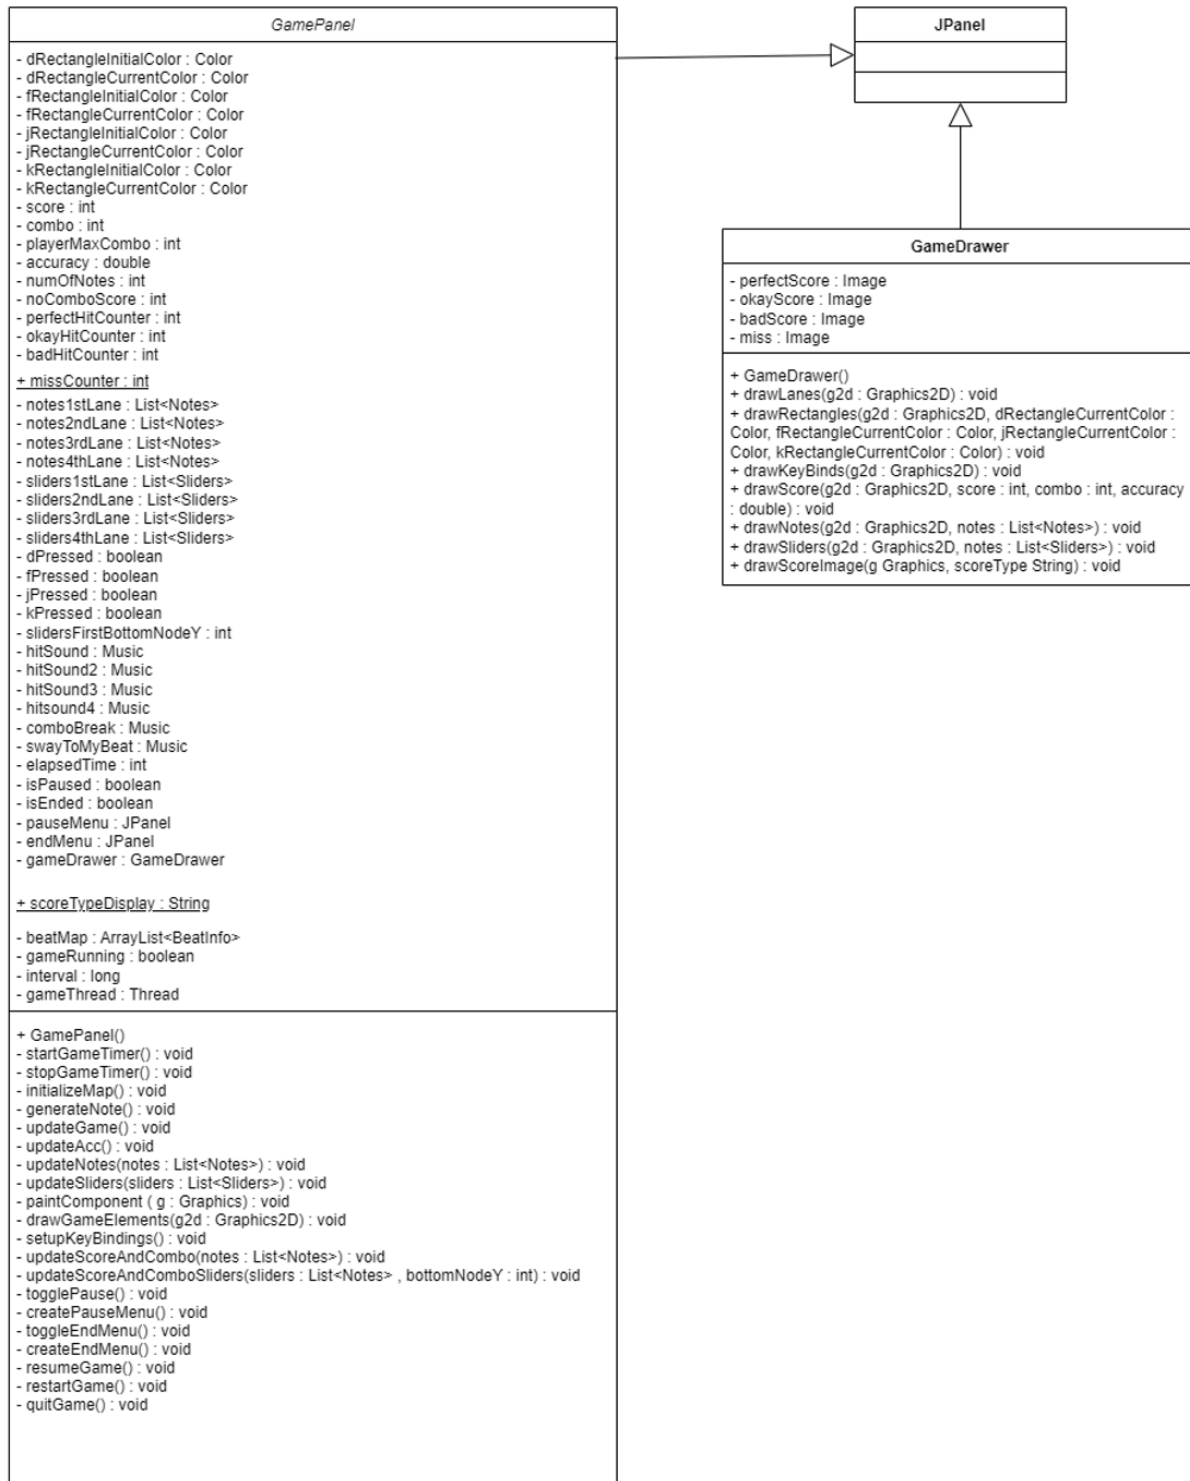 GamePanel
- dRectangleInitialColor : Color
- dRectangleCurrentColor : Color
- fRectangleInitialColor : Color
- fRectangleCurrentColor : Color
- jRectangleInitialColor : Color
- jRectangleCurrentColor : Color
- kRectangleInitialColor : Color
- kRectangleCurrentColor : Color
- score : int
- combo : int
- playerMaxCombo : int
- accuracy : double
- numOfNotes : int
- noComboScore : int
- perfectHitCounter : int
- okayHitCounter : int
- badHitCounter : int
+ missCounter : int
- notes1stLane : List<Notes>
- notes2ndLane : List<Notes>
- notes3rdLane : List<Notes>
- notes4thLane : List<Notes>
- sliders1stLane : List<Sliders>
- sliders2ndLane : List<Sliders>
- sliders3rdLane : List<Sliders>
- sliders4thLane : List<Sliders>
- dPressed : boolean
- fPressed : boolean
- jPressed : boolean
- kPressed : boolean
- slidersFirstBottomNodeY : int
- hitSound : Music
- hitSound2 : Music
- hitSound3 : Music
- hitsound4 : Music
- comboBreak : Music
- swayToMyBeat : Music
- elapsedTime : int
- isPaused : boolean
- isEnded : boolean
- pauseMenu : JPanel
- endMenu : JPanel
- gameDrawer : GameDrawer
+ scoreTypeDisplay : String
- beatMap : ArrayList<BeatInfo>
- gameRunning : boolean
- interval : long
- gameThread : Thread
+ GamePanel()
- startGameTimer() : void
- stopGameTimer() : void
- initializeMap() : void
- generateNote() : void
- updateGame() : void
- updateAcc() : void
- updateNotes(notes : List<Notes>) : void
- updateSliders(sliders : List<Sliders>) : void
- paintComponent ( g : Graphics) : void
- drawGameElements(g2d : Graphics2D) : void
- setupKeyBindings() : void
- updateScoreAndCombo(notes : List<Notes>) : void
- updateScoreAndComboSliders(sliders : List<Notes> , bottomNodeY : int) : void
- togglePause() : void
- createPauseMenu() : void
- toggleEndMenu() : void
- createEndMenu() : void
- resumeGame() : void
- restartGame() : void
- quitGame() : void
JPanel
GameDrawer
- perfectScore : Image
- okayScore : Image
- badScore : Image
- miss : Image
+ GameDrawer()
+ drawLanes(g2d : Graphics2D) : void
+ drawRectangles(g2d : Graphics2D, dRectangleCurrentColor :
Color, fRectangleCurrentColor : Color, jRectangleCurrentColor :
Color, kRectangleCurrentColor : Color) : void
+ drawKeyBinds(g2d : Graphics2D) : void
+ drawScore(g2d : Graphics2D, score : int, combo : int, accuracy
: double) : void
+ drawNotes(g2d : Graphics2D, notes : List<Notes>) : void
+ drawSliders(g2d : Graphics2D, notes : List<Sliders>) : void
+ drawScoreImage(g Graphics, scoreType String) : void